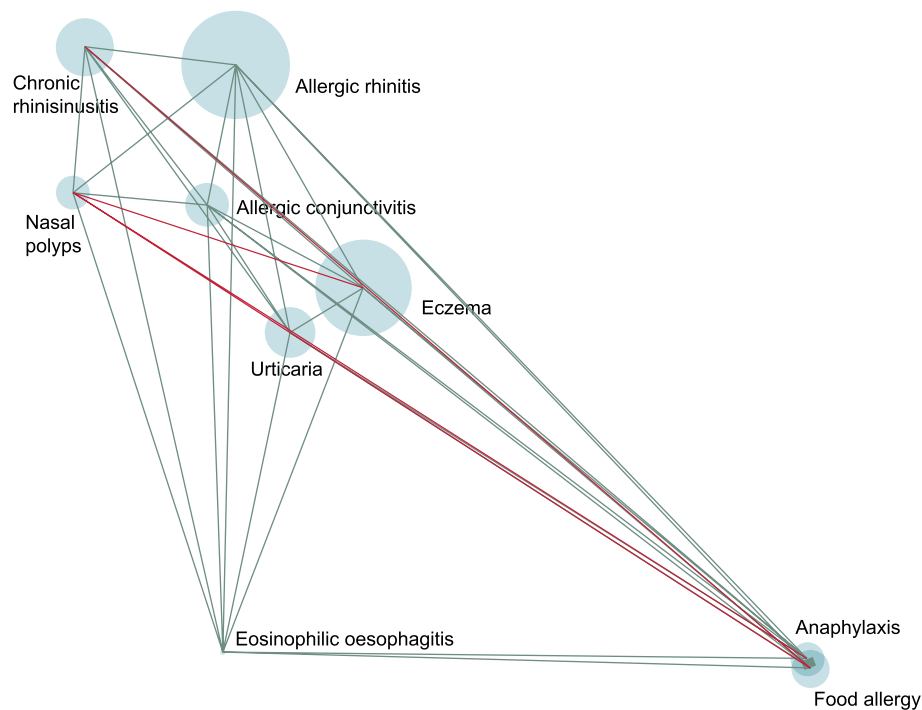 Chronic
rhinisinusitis
Allergic rhinitis
Nasal
polyps
Allergic conjunctivitis
Eczema
Urticaria
Eosinophilic oesophagitis
Anaphylaxis
Food allergy